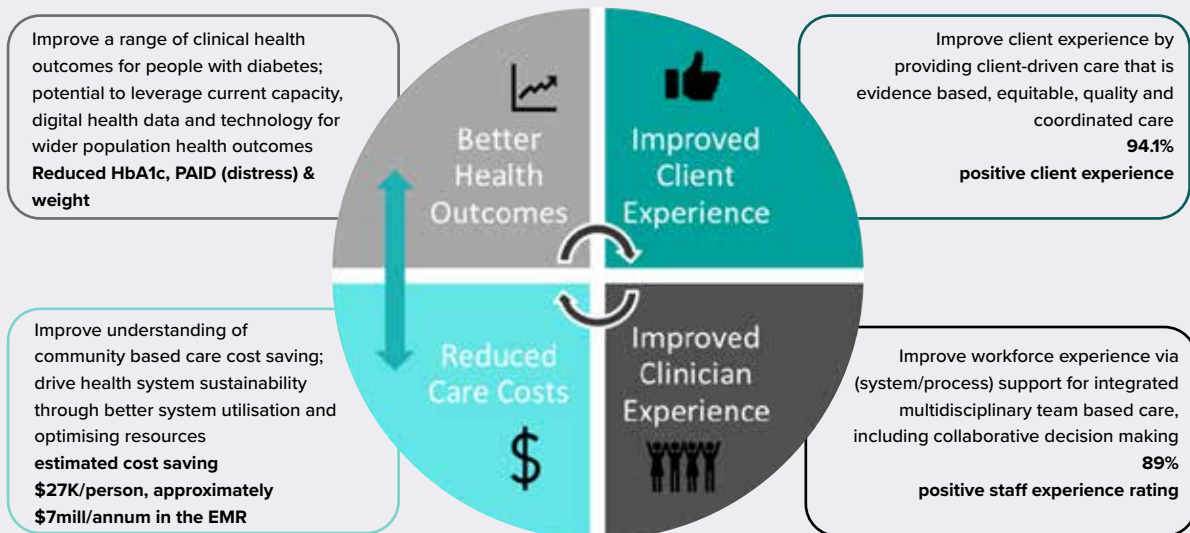 Improve a range of clinical health
outcomes for people with diabetes;
potential to leverage current capacity,
digital health data and technology for
wider population health outcomes
Reduced HbA1c, PAID (distress) &
weight
Better
Health
Outcomes
Improved
Client
Experience
Improve client experience by
providing client-driven care that is
evidence based, equitable, quality and
coordinated care
94.1%
positive client experience
Improve understanding of
community based care cost saving;
drive health system sustainability
through better system utilisation and
optimising resources
estimated cost saving
$27K/person, approximately
$7mill/annum in the EMR
Reduced
Care Costs
$
Improved
Clinician
Experience
Improve workforce experience via
(system/process) support for integrated
multidisciplinary team based care,
including collaborative decision making
89%
positive staff experience rating